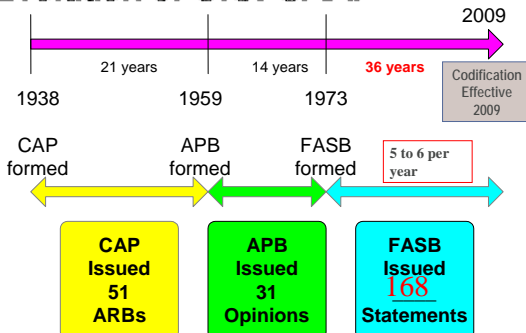 2009
21 years
14 years
36 years
Codification
Effective
2009
1938
1959
1973
CAP
formed
APB
formed
FASB
formed
5 to 6 per
year
CAP
Issued
51
ARBs
APB
Issued
31
Opinions
FASB
Issued
168
Statements